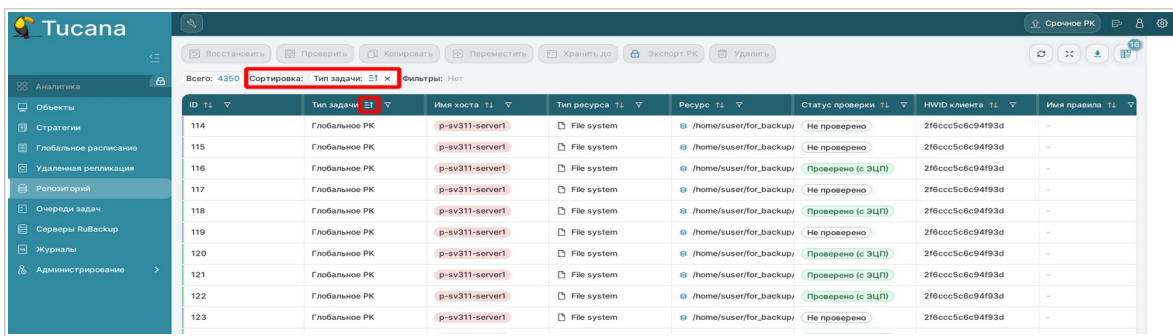 Tucana
Срочное РК
Восстановить Проверить Копировать Переместить Хранить до Экспорт РК Удалить 16
Всего: 4350 Сортировка: Тип задачи: × Фильтры: Нет
Аналитика
Объекты
Стратегии
Глобальное расписание
Удаленная репликация
Репозиторий
Очереди задач
Серверы RuBackup
Журналы
Администрирование >
ID Тип задачи Имя хоста Тип ресурса Ресурс Статус проверки HWID клиента Имя правила
114 Глобальное РК p-sv311-server1 File system /home/suser/for_backup/ Не проверено 2f6ccc5c6c94f93d -
115 Глобальное РК p-sv311-server1 File system /home/suser/for_backup/ Не проверено 2f6ccc5c6c94f93d -
116 Глобальное РК p-sv311-server1 File system /home/suser/for_backup/ Проверено (с ЭЦП) 2f6ccc5c6c94f93d -
117 Глобальное РК p-sv311-server1 File system /home/suser/for_backup/ Не проверено 2f6ccc5c6c94f93d -
118 Глобальное РК p-sv311-server1 File system /home/suser/for_backup/ Проверено (с ЭЦП) 2f6ccc5c6c94f93d -
119 Глобальное РК p-sv311-server1 File system /home/suser/for_backup/ Не проверено 2f6ccc5c6c94f93d -
120 Глобальное РК p-sv311-server1 File system /home/suser/for_backup/ Проверено (с ЭЦП) 2f6ccc5c6c94f93d -
121 Глобальное РК p-sv311-server1 File system /home/suser/for_backup/ Проверено (с ЭЦП) 2f6ccc5c6c94f93d -
122 Глобальное РК p-sv311-server1 File system /home/suser/for_backup/ Проверено (с ЭЦП) 2f6ccc5c6c94f93d -
123 Глобальное РК p-sv311-server1 File system /home/suser/for_backup/ Не проверено 2f6ccc5c6c94f93d -